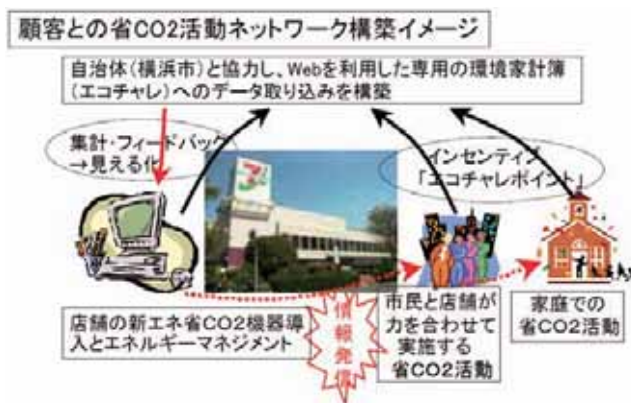 顧客との省CO2活動ネットワーク構築イメージ
自治体(横浜市)と協力し、Webを利用した専用の環境家計簿
(エコチャレ)へのデータ取り込みを構築
集計・フィードバック
→見える化
インセンティブ
「エコチャレポイント」
7
店舗の新エネ省CO2機器導
入とエネルギーマネジメント
情報発信
市民と店舗が
力を合わせて
実施する
省CO2活動
家庭での
省CO2活動